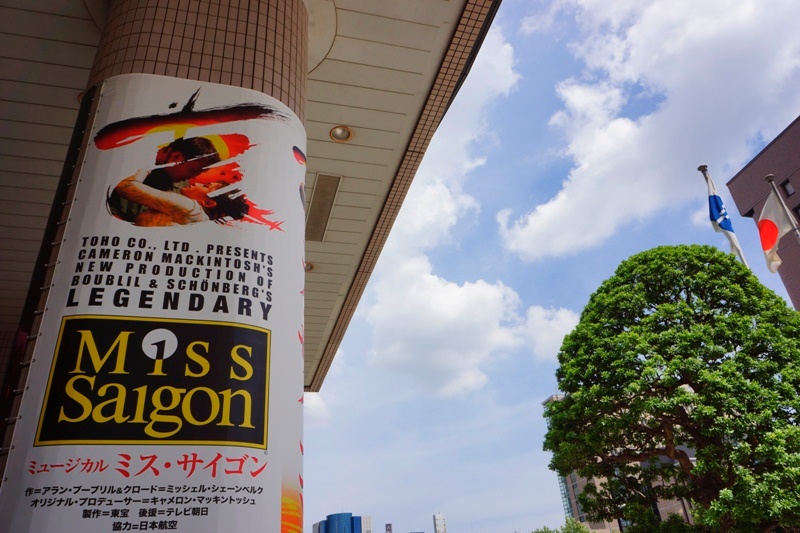 TOHO CO., LTD. PRESENTS
CAMERON MACKINTOSH'S
NEW PRODUCTION OF
BOUBLIL & SCHÖNBERG'S
LEGENDARY
MISS
Saigon
ミュージカル ミス・サイゴン
作=アラン・ブーブリル&クロード=ミッシェル・シェーンベルク
オリジナル・プロデューサー=キャメロン・マッキントッシュ
製作=東宝 後援=テレビ朝日
協力=日本航空